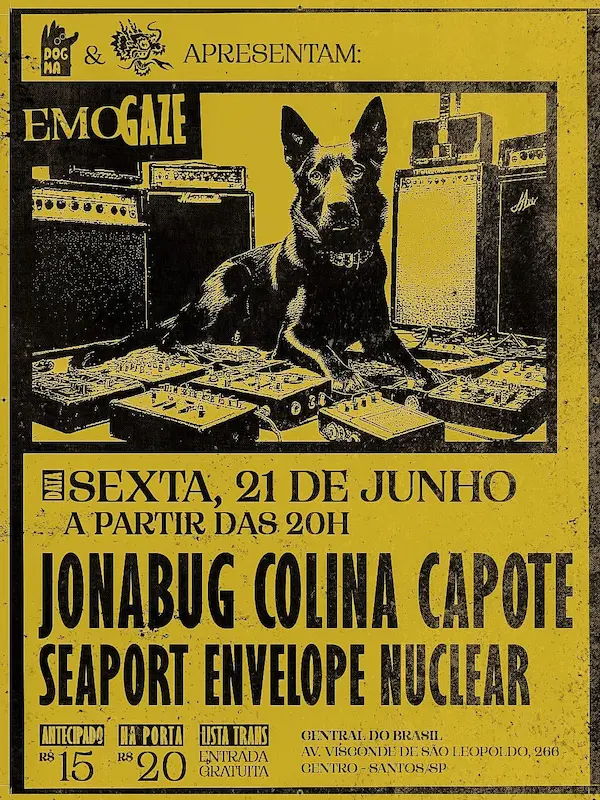 DOG
MA
& APRESENTAM:
EMOGAZE
DATA SEXTA, 21 DE JUNHO
A PARTIR DAS 20H
JONABUG COLINA CAPOTE
SEAPORT ENVELOPE NUCLEAR
ANTECIPADO
R$ 15
NA PORTA
R$ 20
LISTA TRANS
ENTRADA
GRATUITA
CENTRAL DO BRASIL
AV. VISCONDE DE SÃO LEOPOLDO, 266
CENTRO - SANTOS/SP